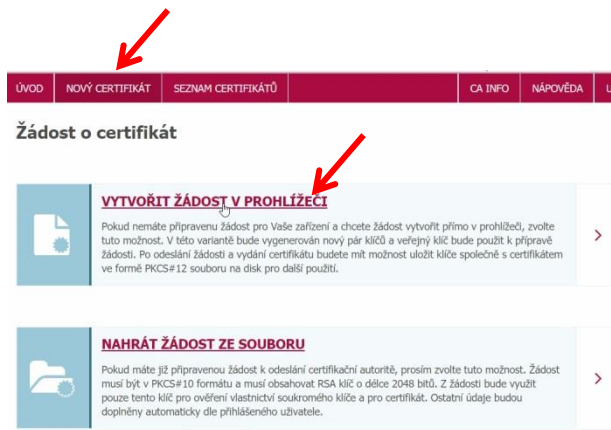 ÚVOD NOVÝ CERTIFIKÁT SEZNAM CERTIFIKÁTŮ CA INFO NÁPOVĚDA
Žádost o certifikát
VYTVOŘIT ŽÁDOST V PROHLÍŽEČI
Pokud nemáte připravenu žádost pro Vaše zařízení a chcete žádost vytvořit přímo v prohlížeči, zvolte
tuto možnost. V této variantě bude vygenerován nový pár klíčů a veřejný klíč bude použit k přípravě
žádosti. Po odeslání žádosti a vydání certifikátu budete mít možnost uložit klíče společně s certifikátem
ve formě PKCS#12 souboru na disk pro další použití.
NAHRÁT ŽÁDOST ZE SOUBORU
Pokud máte již připravenou žádost k odeslání certifikační autoritě, prosím zvolte tuto možnost. Žádost
musí být v PKCS#10 formátu a musí obsahovat RSA klíč o délce 2048 bitů. Z žádosti bude využit
pouze tento klíč pro ověření vlastnictví soukromého klíče a pro certifikát. Ostatní údaje budou
doplněny automaticky dle přihlášeného uživatele.